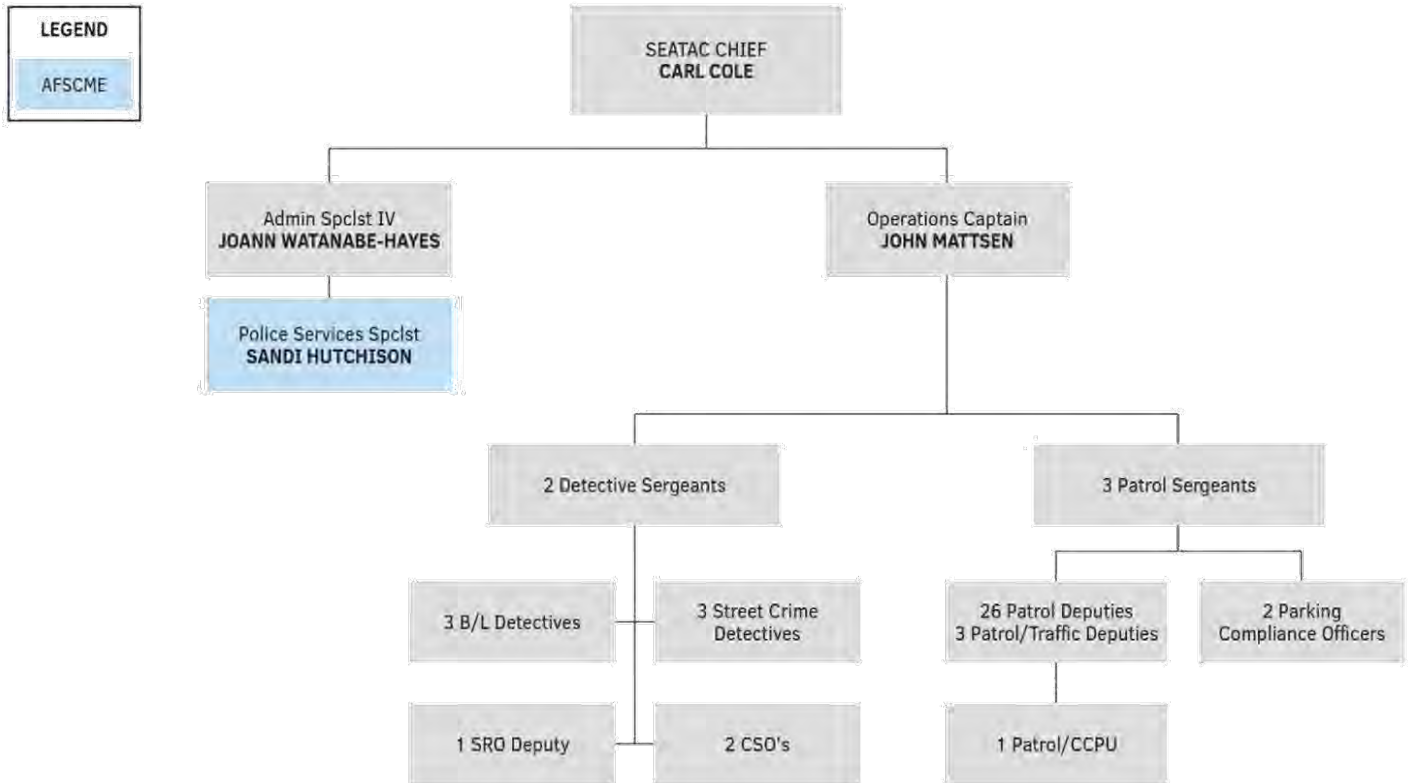 LEGEND
AFSCME
SEATAC CHIEF
CARL COLE
Admin Spclst IV
JOANN WATANABE-HAYES
Operations Captain
JOHN MATTSEN
Police Services Spclst
SANDI HUTCHISON
2 Detective Sergeants
3 Patrol Sergeants
3 B/L Detectives
3 Street Crime
Detectives
26 Patrol Deputies
3 Patrol/Traffic Deputies
2 Parking
Compliance Officers
1 SRO Deputy
2 CSO's
1 Patrol/CCPU